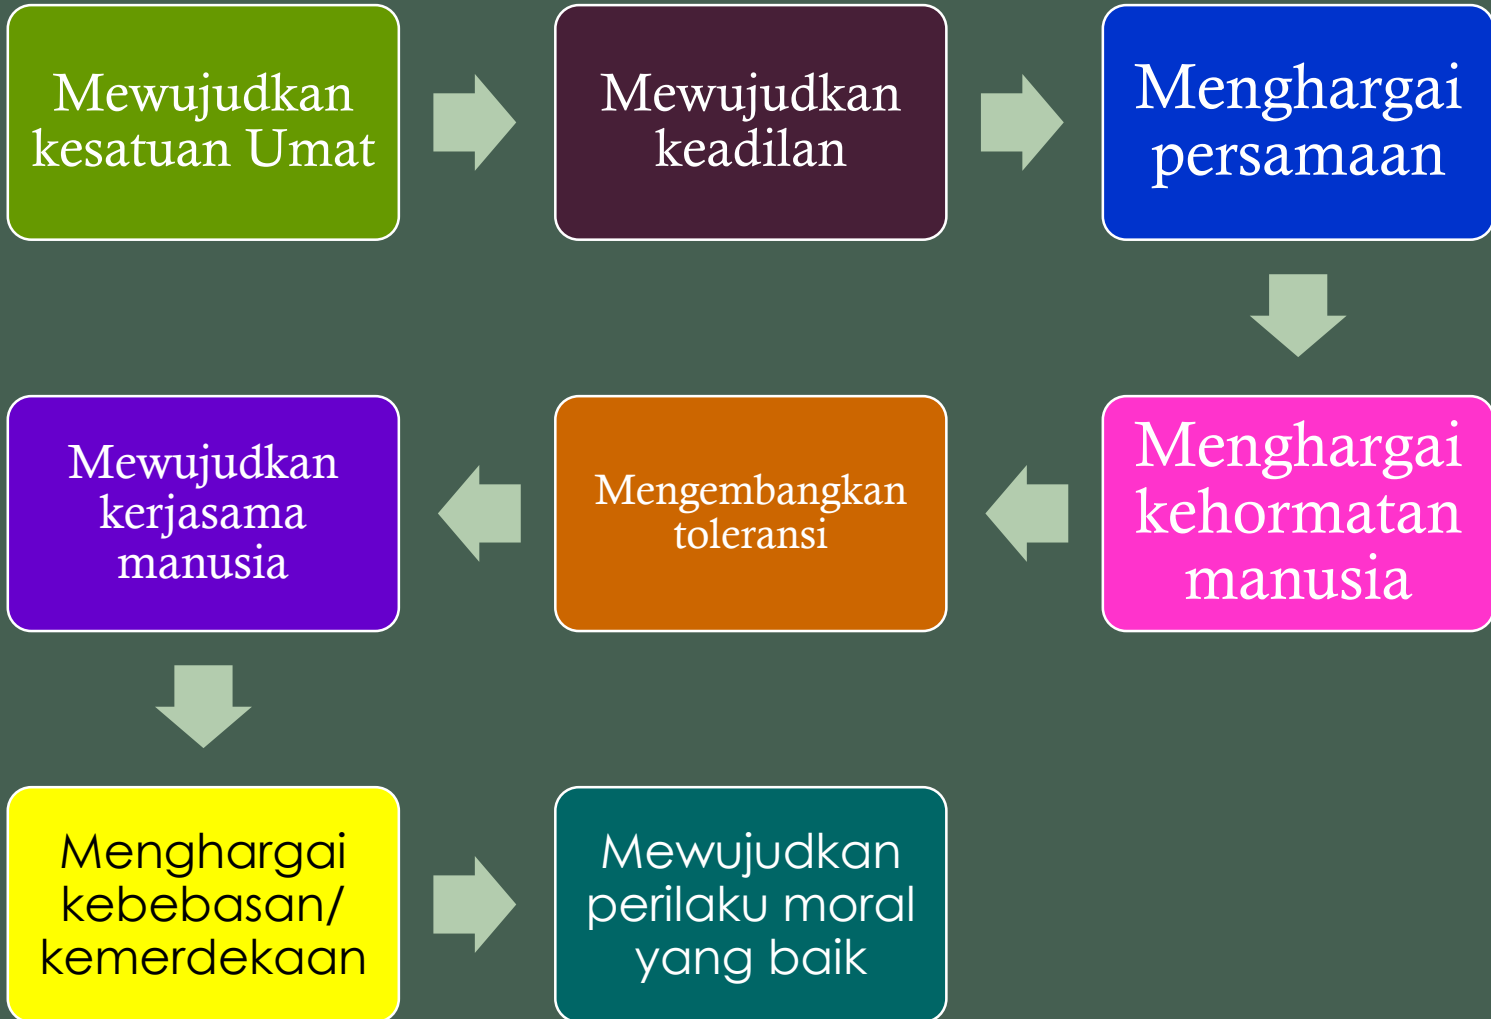 Mewujudkan
kesatuan Umat
Mewujudkan
keadilan
Menghargai
persamaan
Menghargai
kehormatan
manusia
Mengembangkan
toleransi
Mewujudkan
kerjasama
manusia
Menghargai
kebebasan/
kemerdekaan
Mewujudkan
perilaku moral
yang baik